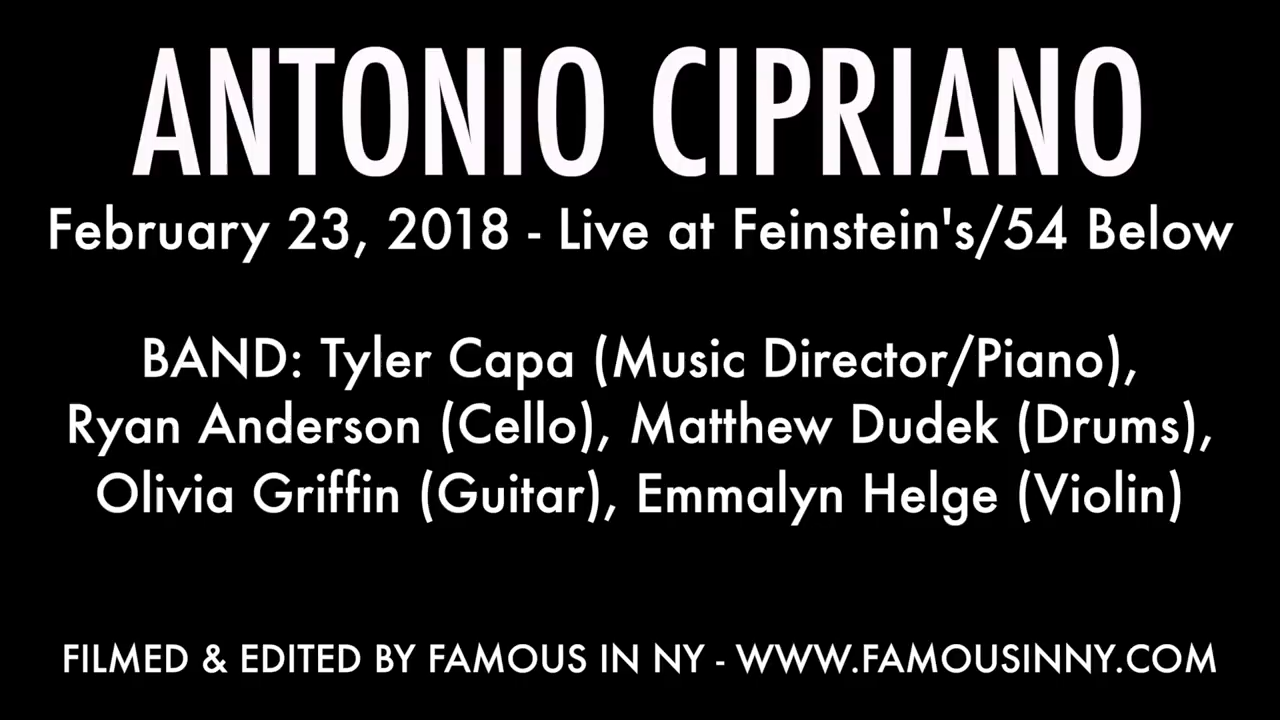 ANTONIO CIPRIANO
February 23, 2018 - Live at Feinstein's/54 Below
BAND: Tyler Capa (Music Director/Piano),
Ryan Anderson (Cello), Matthew Dudek (Drums),
Olivia Griffin (Guitar), Emmalyn Helge (Violin)
FILMED & EDITED BY FAMOUS IN NY - WWW.FAMOUSINNY.COM